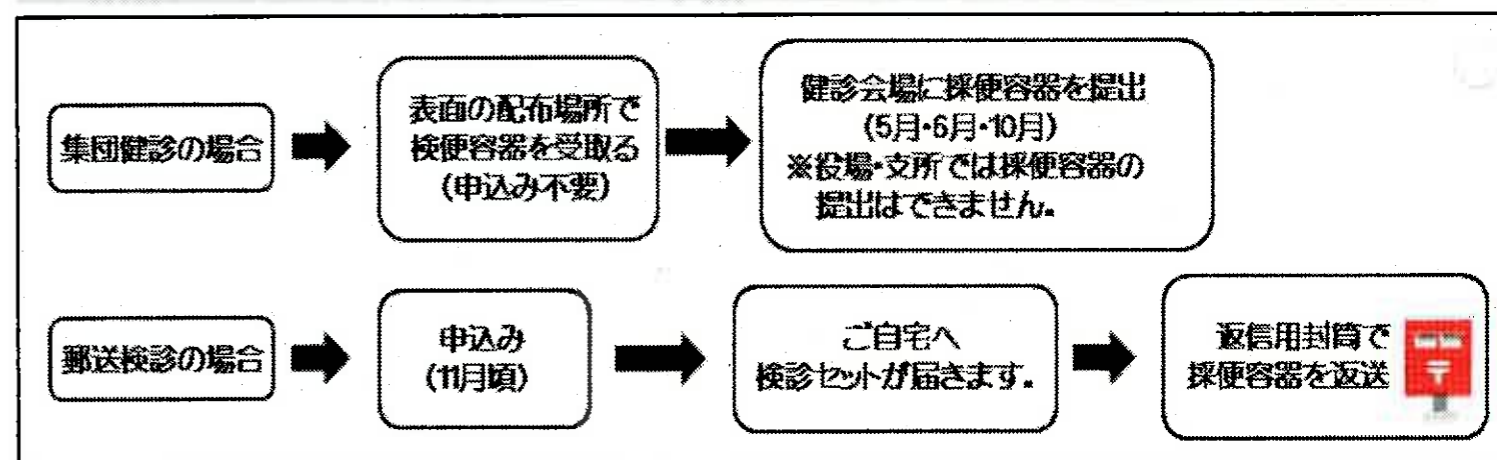 集団健診の場合
表面の配布場所で
検便容器を受取る
(申込み不要)
健診会場に採便容器を提出
(5月・6月・10月)
※役場・支所では採便容器の
提出はできません。
郵送検診の場合
申込み
(11月頃)
ご自宅へ
検診セットが届きます。
返信用封筒で
採便容器を返送
〒